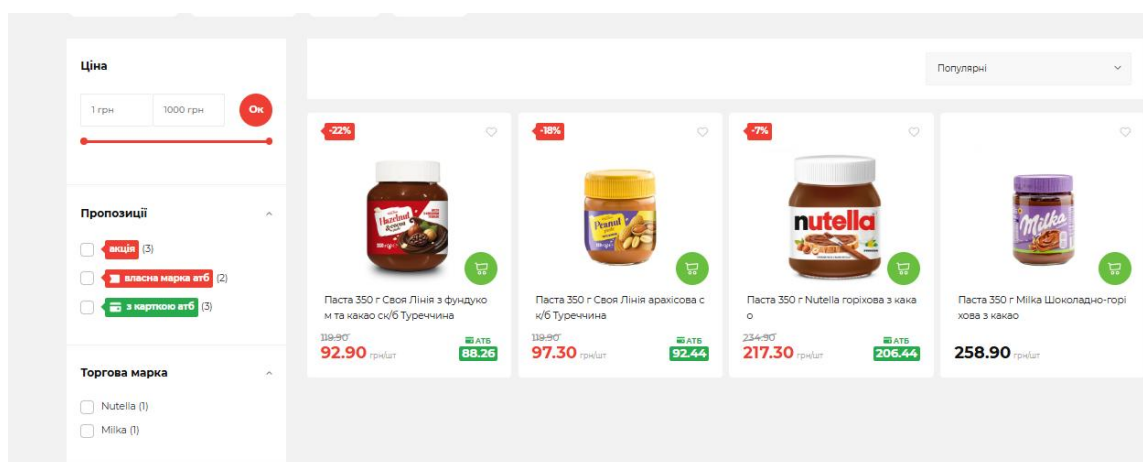 Ціна
1 грн
1000 грн
Ок
Пропозиції
акція (3)
власна марка атб (2)
з карткою атб (3)
Торгова марка
Nutella (1)
Milka (1)
Популярні
-22%
Hazelnut
Паста 350 г Своя Лінія з фундуко
м та какао ск/б Туреччина
119.90
92.90 грн/шт
АТБ
88.26
-18%
Peanut
Паста 350 г Своя Лінія арахісова с
к/б Туреччина
119.90
97.30 грн/шт
АТБ
92.44
-7%
nutella
Паста 350 г Nutella горіхова з кака
о
234.90
217.30 грн/шт
АТБ
206.44
Milka
Паста 350 г Milka Шоколадно-горі
хова з какао
258.90 грн/шт